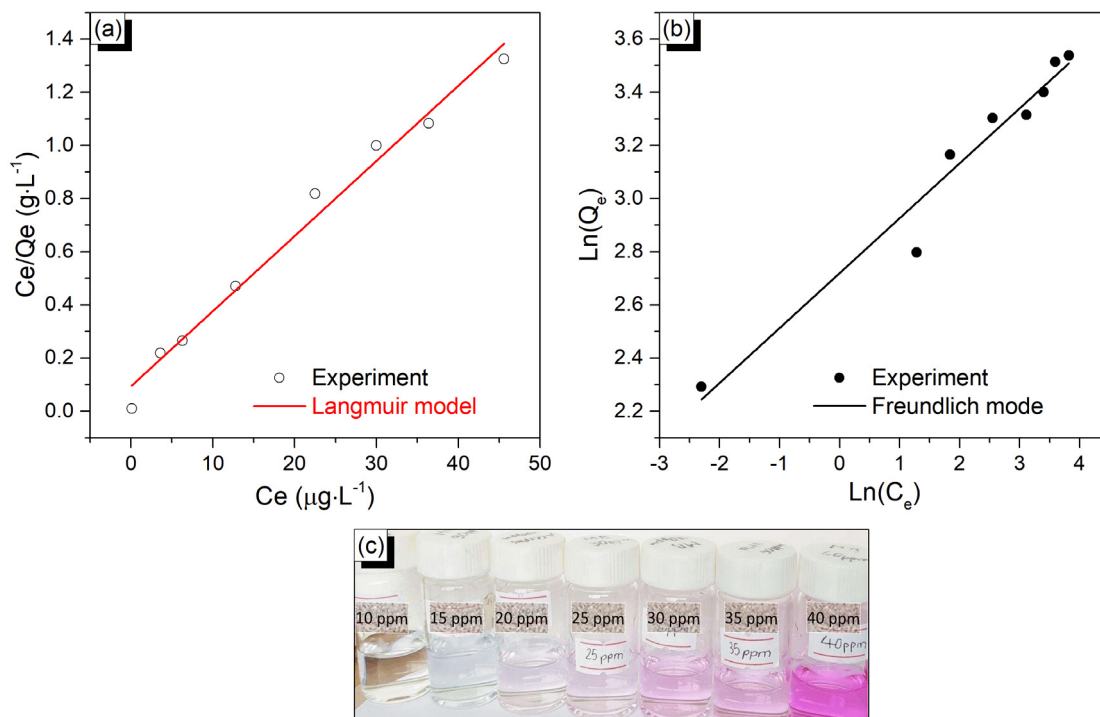 (a)
1.4
1.2
1.0
0.8
0.6
0.4
0.2
0.0
Ce/Qe (g·L⁻¹)
Experiment
Langmuir model
0 10 20 30 40 50
Ce (µg·L⁻¹)
(b)
3.6
3.4
3.2
3.0
2.8
2.6
2.4
2.2
Ln(Qₑ)
Experiment
Freundlich mode
-3 -2 -1 0 1 2 3 4
Ln(Cₑ)
(c)
10 ppm 15 ppm 20 ppm 25 ppm 30 ppm 35 ppm 40 ppm
25 ppm
35 ppm
40ppm